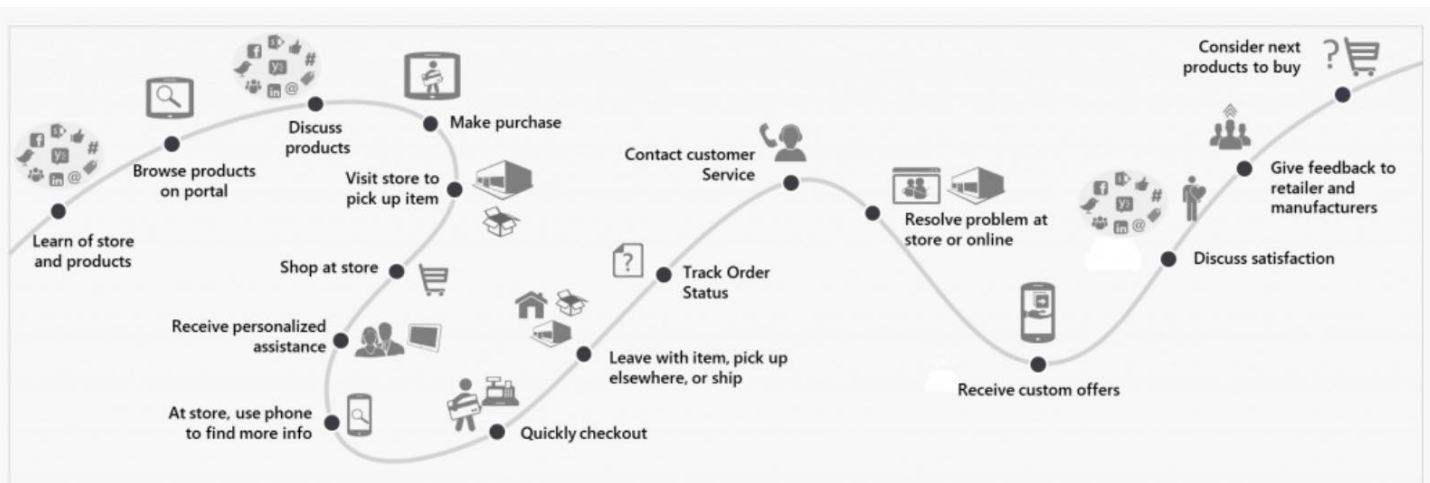 Learn of store
and products
Browse products
on portal
Discuss
products
Make purchase
Visit store to
pick up item
Shop at store
Receive personalized
assistance
At store, use phone
to find more info
Quickly checkout
Leave with item, pick up
elsewhere, or ship
Track Order
Status
Contact customer
Service
Resolve problem at
store or online
Receive custom offers
Discuss satisfaction
Give feedback to
retailer and
manufacturers
Consider next
products to buy